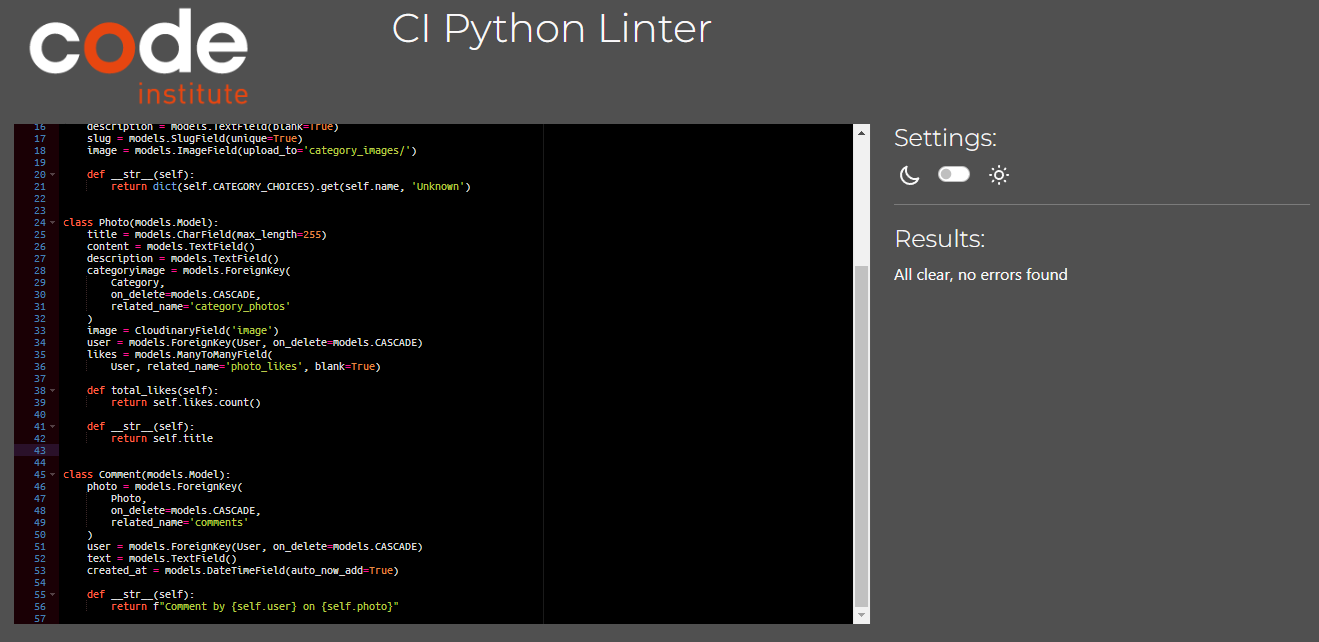 code
institute
CI Python Linter
16 description = models.TextField(blank=True)
17 slug = models.SlugField(unique=True)
18 image = models.ImageField(upload_to='category_images/')
19
20 def __str__(self):
21 return dict(self.CATEGORY_CHOICES).get(self.name, 'Unknown')
22
23
24 class Photo(models.Model):
25 title = models.CharField(max_length=255)
26 content = models.TextField()
27 description = models.TextField()
28 categoryimage = models.ForeignKey(
29 Category,
30 on_delete=models.CASCADE,
31 related_name='category_photos'
32 )
33 image = CloudinaryField('image')
34 user = models.ForeignKey(User, on_delete=models.CASCADE)
35 likes = models.ManyToManyField(
36 User, related_name='photo_likes', blank=True)
37
38 def total_likes(self):
39 return self.likes.count()
40
41 def __str__(self):
42 return self.title
43
44
45 class Comment(models.Model):
46 photo = models.ForeignKey(
47 Photo,
48 on_delete=models.CASCADE,
49 related_name='comments'
50 )
51 user = models.ForeignKey(User, on_delete=models.CASCADE)
52 text = models.TextField()
53 created_at = models.DateTimeField(auto_now_add=True)
54
55 def __str__(self):
56 return f"Comment by {self.user} on {self.photo}"
57
Settings:
Results:
All clear, no errors found